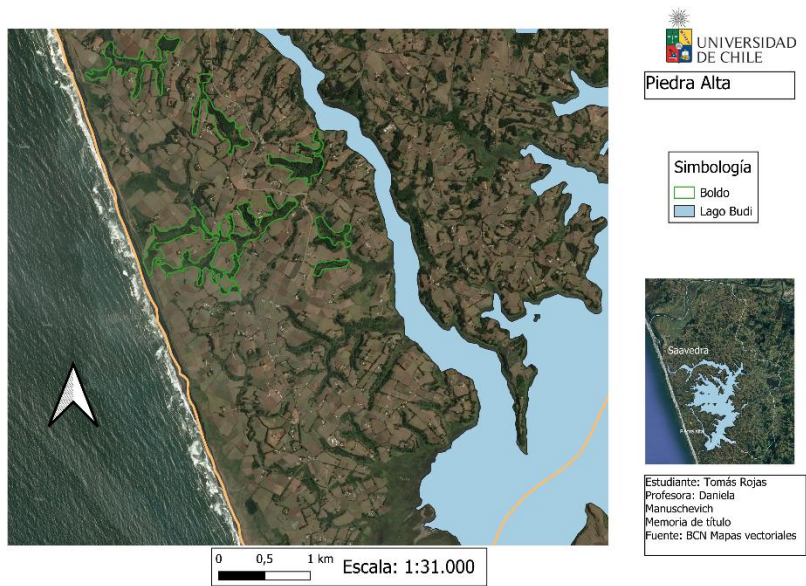 UNIVERSIDAD
DE CHILE
Piedra Alta
Simbología
Boldo
Lago Budi
Saavedra
Estudiante: Tomás Rojas
Profesora: Daniela
Manuschevich
Memoria de título
Fuente: BCN Mapas vectoriales
0 0,5 1 km
Escala: 1:31.000